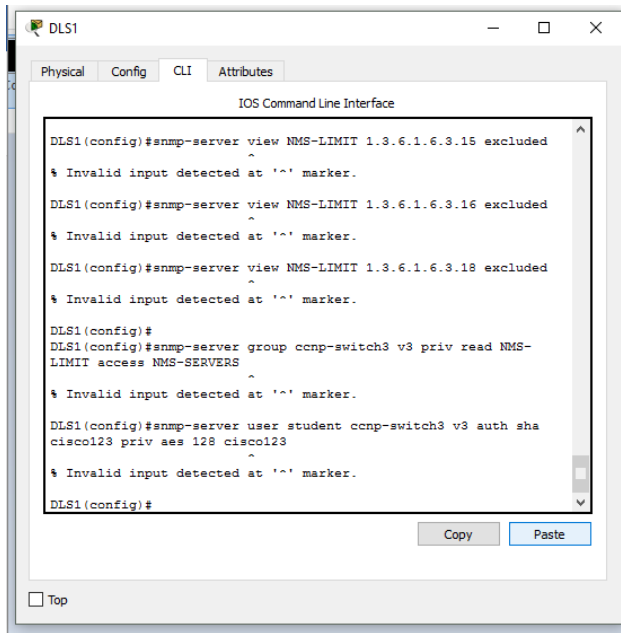 DLS1
Physical Config CLI Attributes
IOS Command Line Interface
DLS1(config)#snmp-server view NMS-LIMIT 1.3.6.1.6.3.15 excluded
^
% Invalid input detected at '^' marker.
DLS1(config)#snmp-server view NMS-LIMIT 1.3.6.1.6.3.16 excluded
^
% Invalid input detected at '^' marker.
DLS1(config)#snmp-server view NMS-LIMIT 1.3.6.1.6.3.18 excluded
^
% Invalid input detected at '^' marker.
DLS1(config)#
DLS1(config)#snmp-server group ccnp-switch3 v3 priv read NMS-
LIMIT access NMS-SERVERS
^
% Invalid input detected at '^' marker.
DLS1(config)#snmp-server user student ccnp-switch3 v3 auth sha
cisco123 priv aes 128 cisco123
^
% Invalid input detected at '^' marker.
DLS1(config)#
Copy Paste
Top